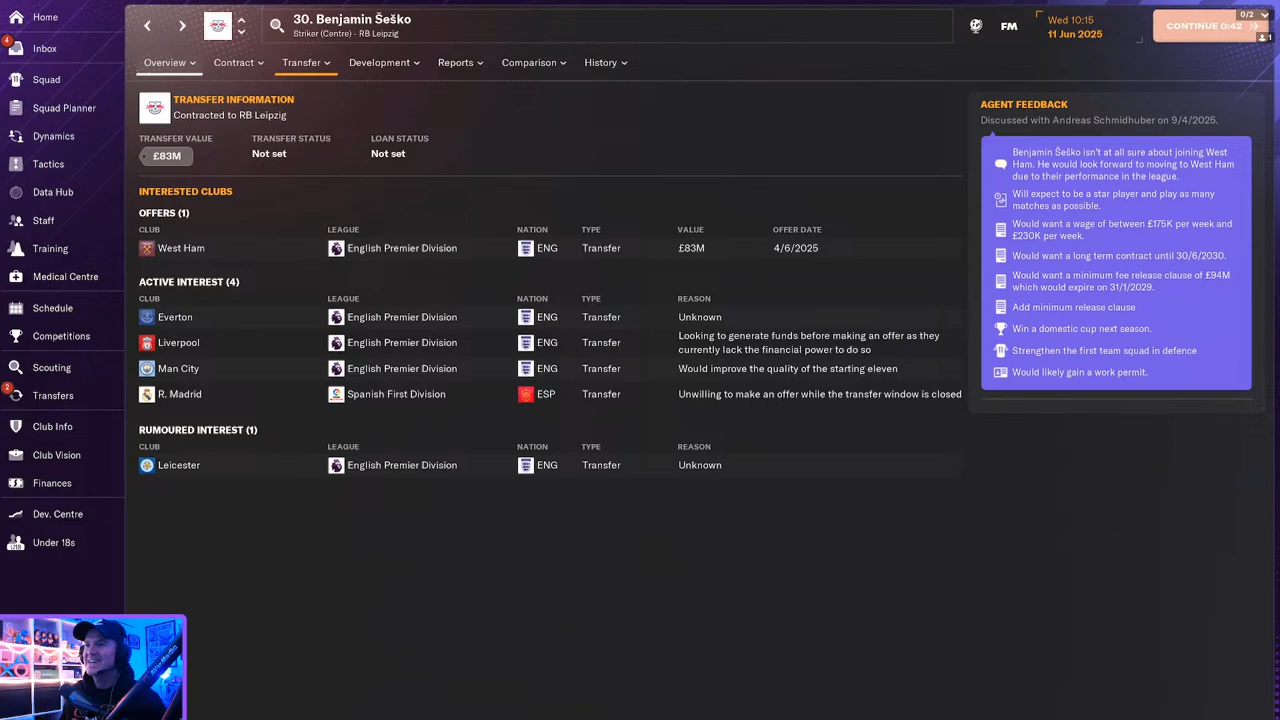 Home
4
Inbox
Squad
Squad Planner
Dynamics
Tactics
Data Hub
Staff
Training
Medical Centre
Schedule
Competitions
Scouting
2
Transfers
Club Info
Club Vision
Finances
Dev. Centre
Under 18s
30. Benjamin Šeško
Striker (Centre) - RB Leipzig
FM
Wed 10:15
11 Jun 2025
CONTINUE 0:42
0/2
1
Overview
Contract
Transfer
Development
Reports
Comparison
History
TRANSFER INFORMATION
Contracted to RB Leipzig
TRANSFER VALUE TRANSFER STATUS LOAN STATUS
£83M Not set Not set
INTERESTED CLUBS
OFFERS (1)
CLUB LEAGUE NATION TYPE VALUE OFFER DATE
West Ham English Premier Division ENG Transfer £83M 4/6/2025
ACTIVE INTEREST (4)
CLUB LEAGUE NATION TYPE REASON
Everton English Premier Division ENG Transfer Unknown
Liverpool English Premier Division ENG Transfer Looking to generate funds before making an offer as they
currently lack the financial power to do so
Man City English Premier Division ENG Transfer Would improve the quality of the starting eleven
R. Madrid Spanish First Division ESP Transfer Unwilling to make an offer while the transfer window is closed
RUMOURED INTEREST (1)
CLUB LEAGUE NATION TYPE REASON
Leicester English Premier Division ENG Transfer Unknown
AGENT FEEDBACK
Discussed with Andreas Schmidhuber on 9/4/2025.
Benjamin Šeško isn't at all sure about joining West
Ham. He would look forward to moving to West Ham
due to their performance in the league.
Will expect to be a star player and play as many
matches as possible.
Would want a wage of between £175K per week and
£230K per week.
Would want a long term contract until 30/6/2030.
Would want a minimum fee release clause of £94M
which would expire on 31/1/2029.
Add minimum release clause
Win a domestic cup next season.
Strengthen the first team squad in defence
Would likely gain a work permit.
AVerMedia